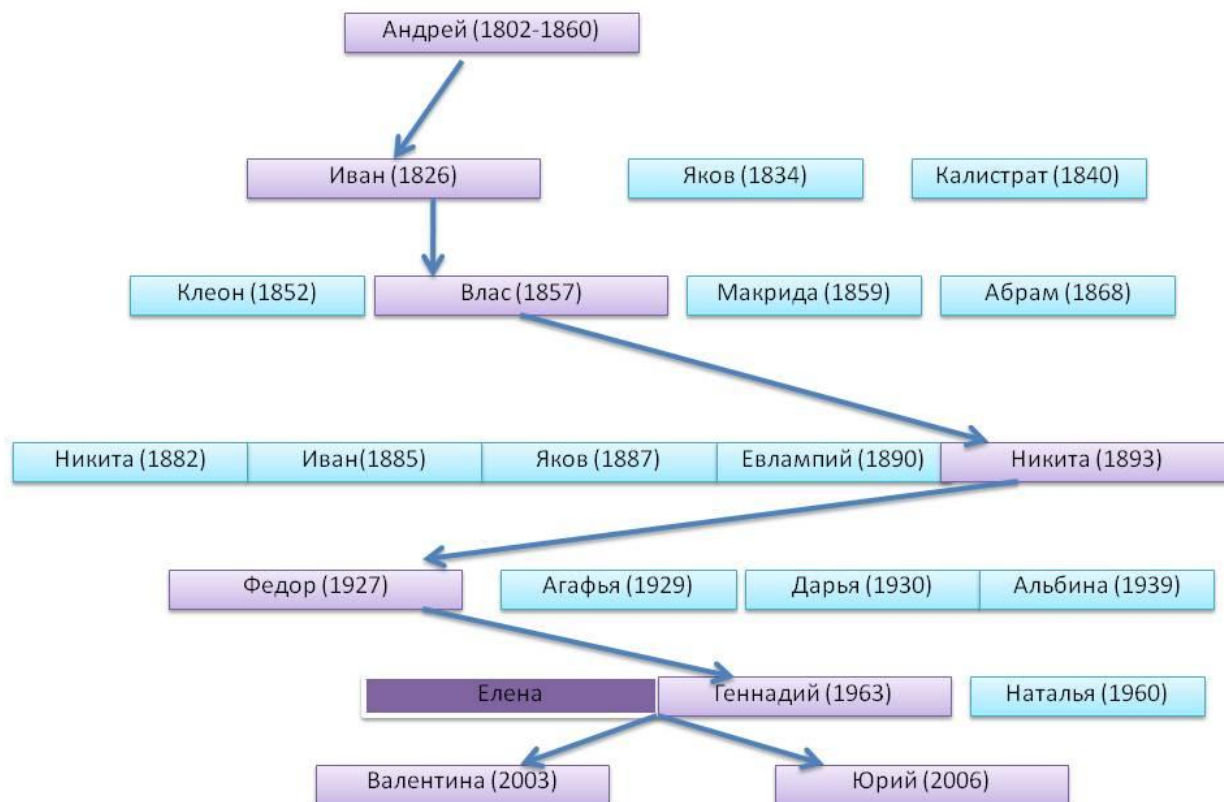 Андрей (1802-1860)
Иван (1826)
Яков (1834)
Калистрат (1840)
Клеон (1852)
Влас (1857)
Макрида (1859)
Абрам (1868)
Никита (1882)
Иван(1885)
Яков (1887)
Евлампий (1890)
Никита (1893)
Федор (1927)
Агафья (1929)
Дарья (1930)
Альбина (1939)
Елена
Геннадий (1963)
Наталья (1960)
Валентина (2003)
Юрий (2006)